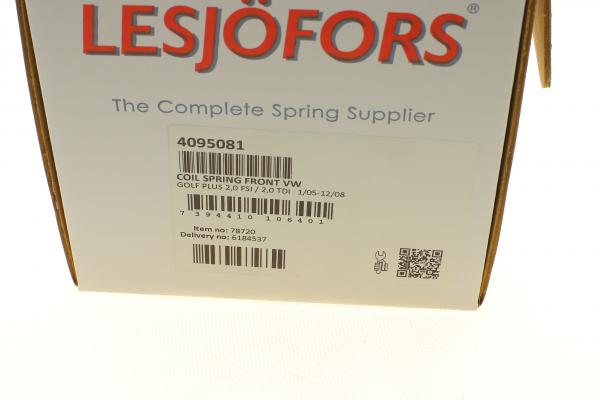 LESJÖFORS®
The Complete Spring Supplier
4095081
COIL SPRING FRONT VW
GOLF PLUS 2,0 FSI / 2,0 TDI 1/05-12/08
7 394410 106401
Item no: 78720
Delivery no: 6184537